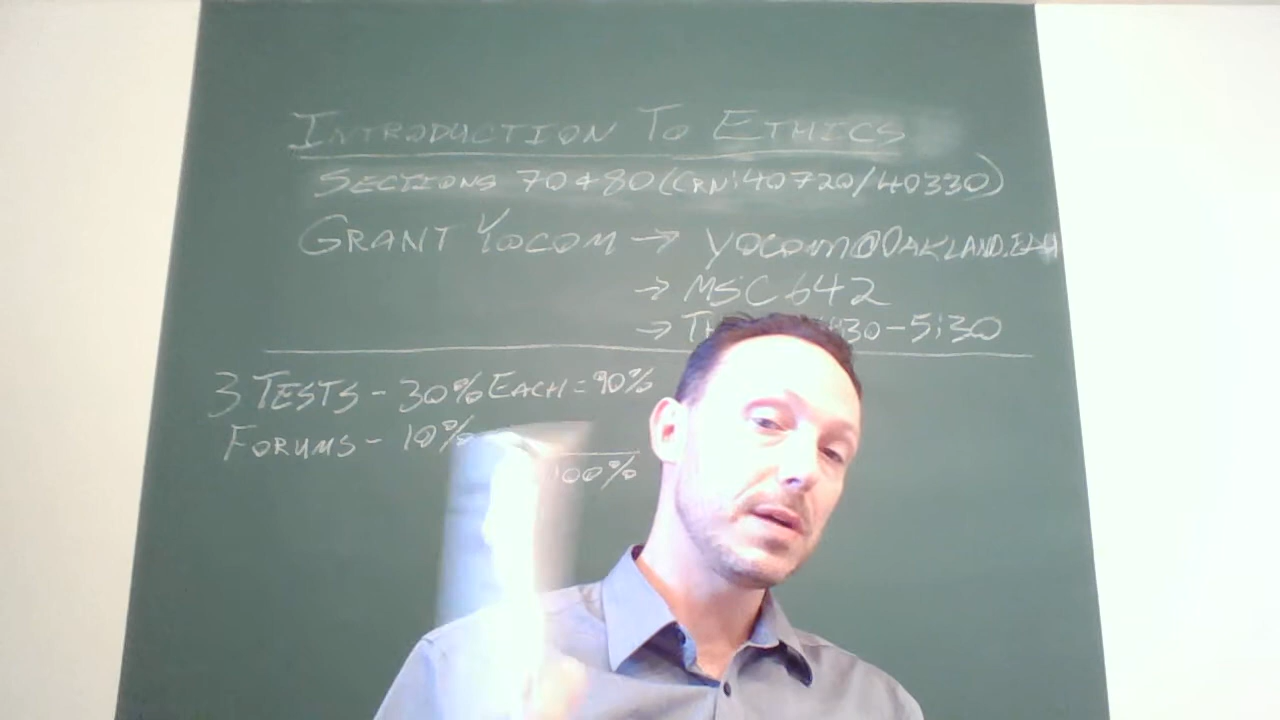 INTRODUCTION TO ETHICS
SECTIONS 70 & 80 (CRN: 40720/40330)
GRANT YOCOM → YOCOM@OAKLAND.EDU
→ MSC 642
→ 30-5:30
3 TESTS - 30% EACH = 90%
FORUMS - 10%
100%